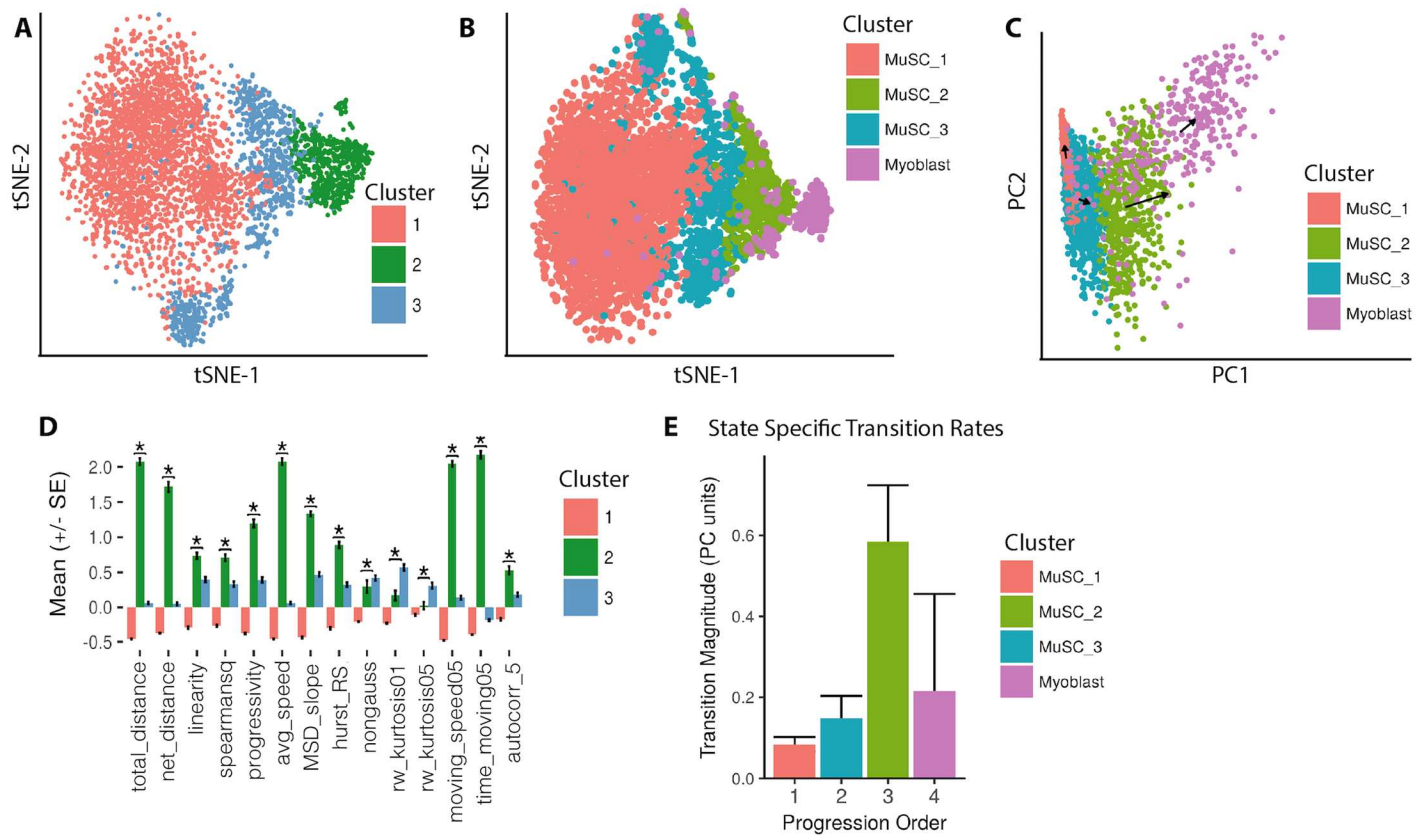 A
tSNE-2
tSNE-1
Cluster
1
2
3
B
tSNE-2
tSNE-1
Cluster
MuSC_1
MuSC_2
MuSC_3
Myoblast
C
PC2
PC1
Cluster
MuSC_1
MuSC_2
MuSC_3
Myoblast
D
Mean (+/- SE)
2.0
1.5
1.0
0.5
0.0
-0.5
* * * * * * * * * * * * * *
total_distance
net_distance
linearity
spearmansq
progressivity
avg_speed
MSD_slope
hurst_RS
nongauss
rw_kurtosis01
rw_kurtosis05
moving_speed05
time_moving05
autocorr_5
Cluster
1
2
3
E State Specific Transition Rates
Transition Magnitude (PC units)
0.6
0.4
0.2
0.0
1 2 3 4
Progression Order
Cluster
MuSC_1
MuSC_2
MuSC_3
Myoblast